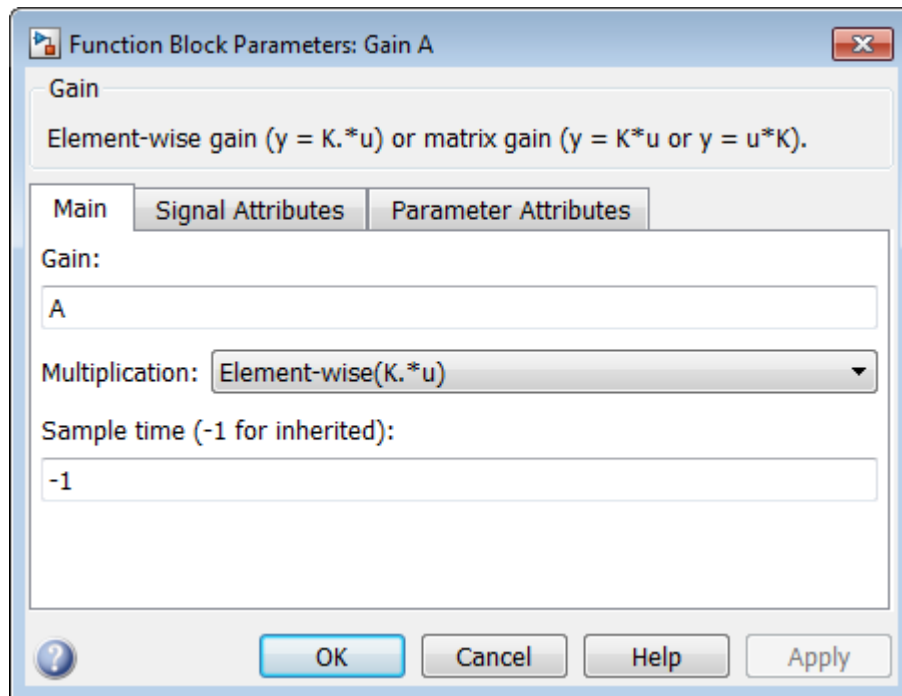 Function Block Parameters: Gain A
Gain
Element-wise gain (y = K.*u) or matrix gain (y = K*u or y = u*K).
Main Signal Attributes Parameter Attributes
Gain:
A
Multiplication: Element-wise(K.*u)
Sample time (-1 for inherited):
-1
? OK Cancel Help Apply